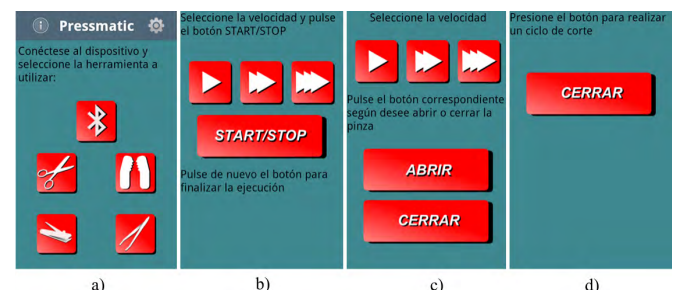 Pressmatic
Conéctese al dispositivo y
seleccione la herramienta a
utilizar:
a)
Seleccione la velocidad y pulse
el botón START/STOP
START/STOP
Pulse de nuevo el botón para
finalizar la ejecución
b)
Seleccione la velocidad
Pulse el botón correspondiente
según desee abrir o cerrar la
pinza
ABRIR
CERRAR
c)
Presione el botón para realizar
un ciclo de corte
CERRAR
d)